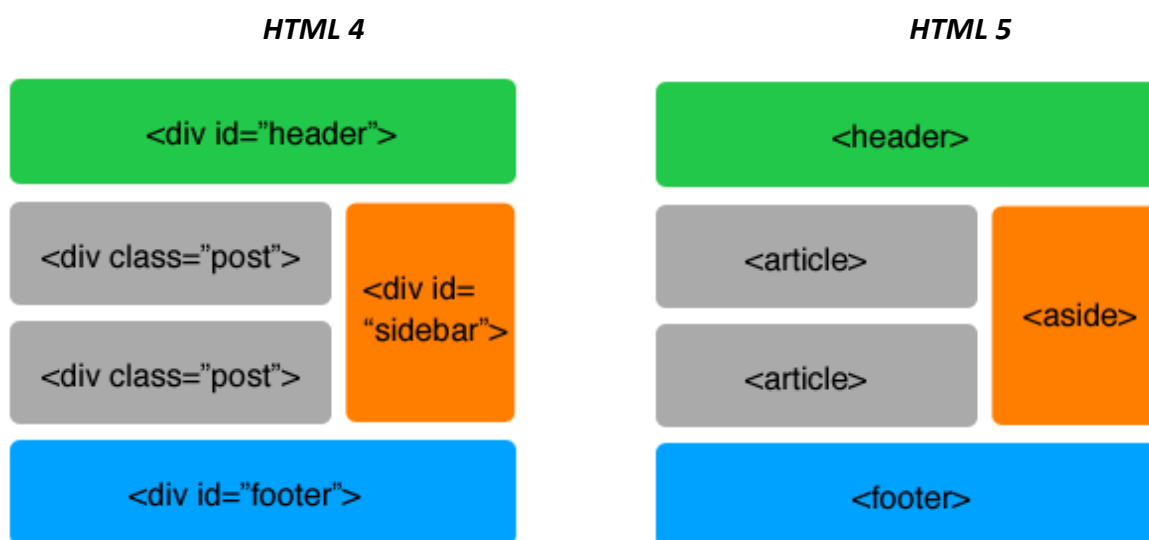 HTML 4
HTML 5
<div id=”header”>
<header>
<div class=”post”>
<div id=
“sidebar”>
<div class=”post”>
<article>
<aside>
<article>
<div id=”footer”>
<footer>